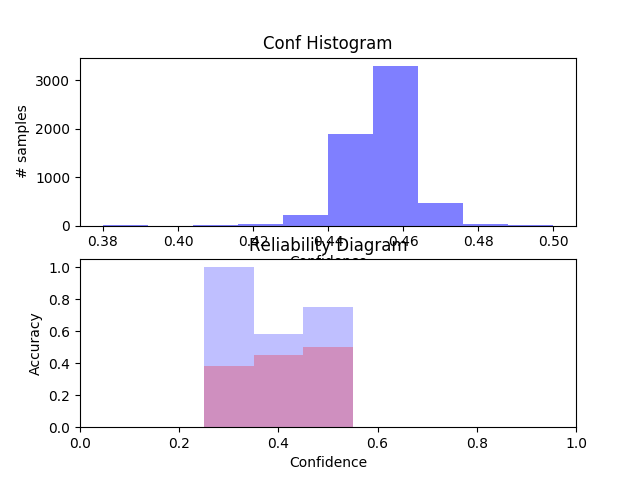 Conf Histogram
# samples
3000
2000
1000
0
0.38 0.40 0.42 0.44 0.46 0.48 0.50
Confidence
Reliability Diagram
Accuracy
1.0
0.8
0.6
0.4
0.2
0.0
0.0 0.2 0.4 0.6 0.8 1.0
Confidence